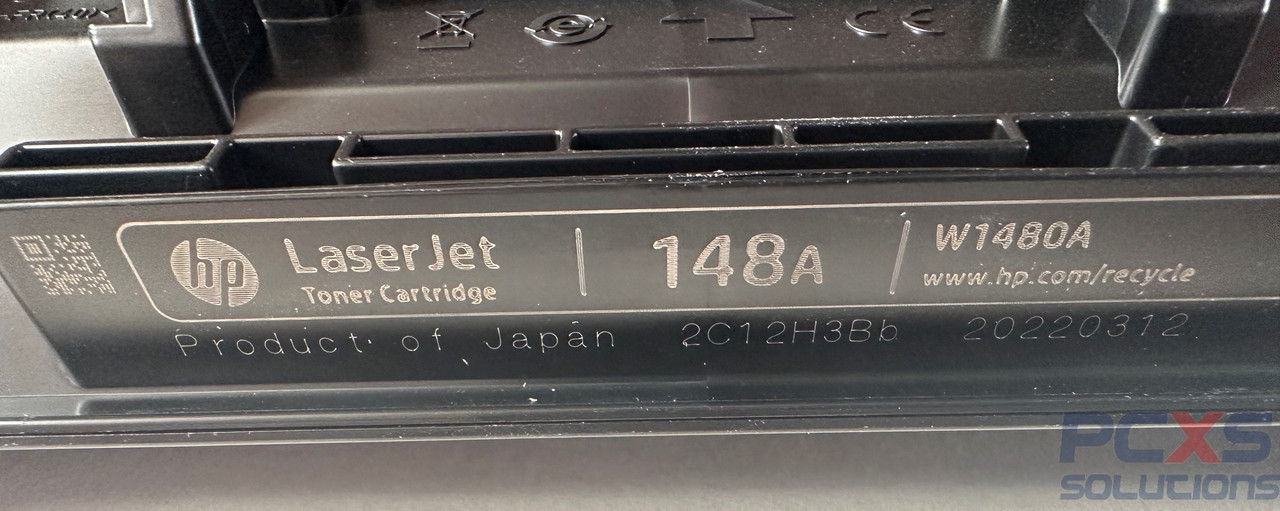 CE
hp LaserJet 148A W1480A
Toner Cartridge www.hp.com/recycle
Product of Japan 2C12H3Bb 20220312
PCXS
SOLUTIONS